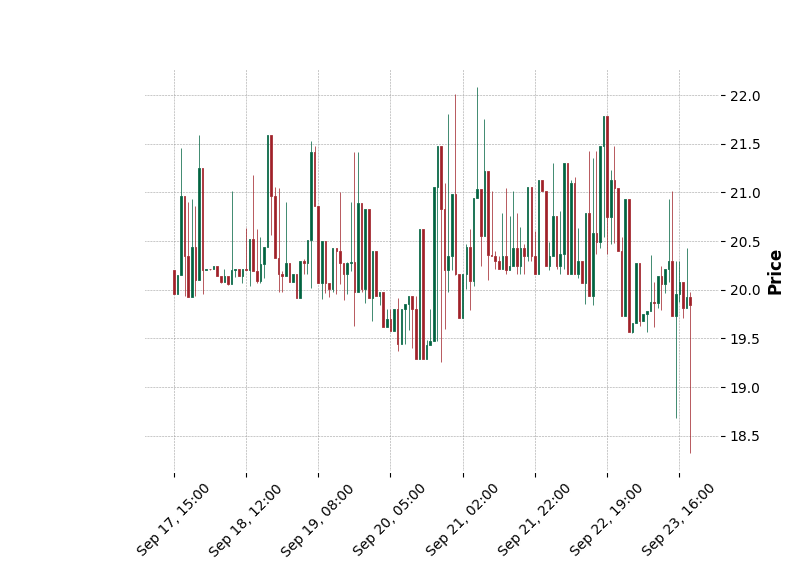 22.0
21.5
21.0
20.5
20.0
19.5
19.0
18.5
Price
Sep 17, 15:00
Sep 18, 12:00
Sep 19, 08:00
Sep 20, 05:00
Sep 21, 02:00
Sep 21, 22:00
Sep 22, 19:00
Sep 23, 16:00